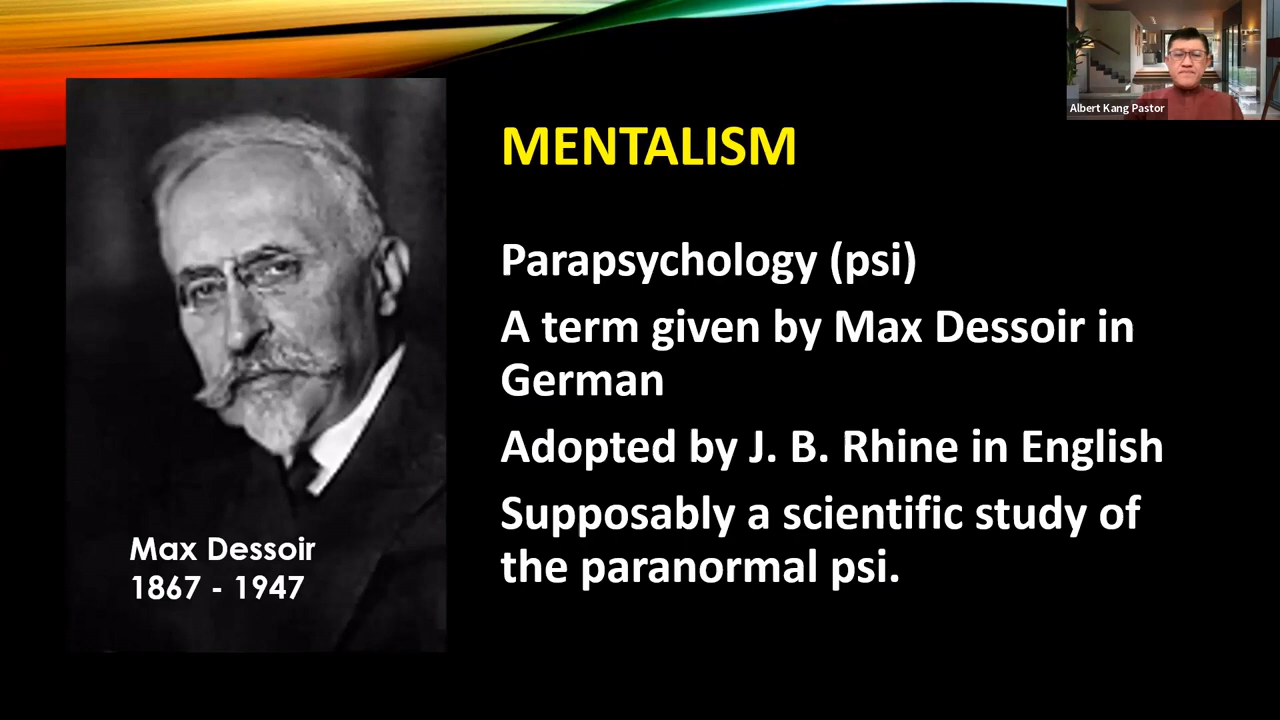 Albert Kang Pastor
MENTALISM
Parapsychology (psi)
A term given by Max Dessoir in
German
Adopted by J. B. Rhine in English
Supposably a scientific study of
the paranormal psi.
Max Dessoir
1867 - 1947